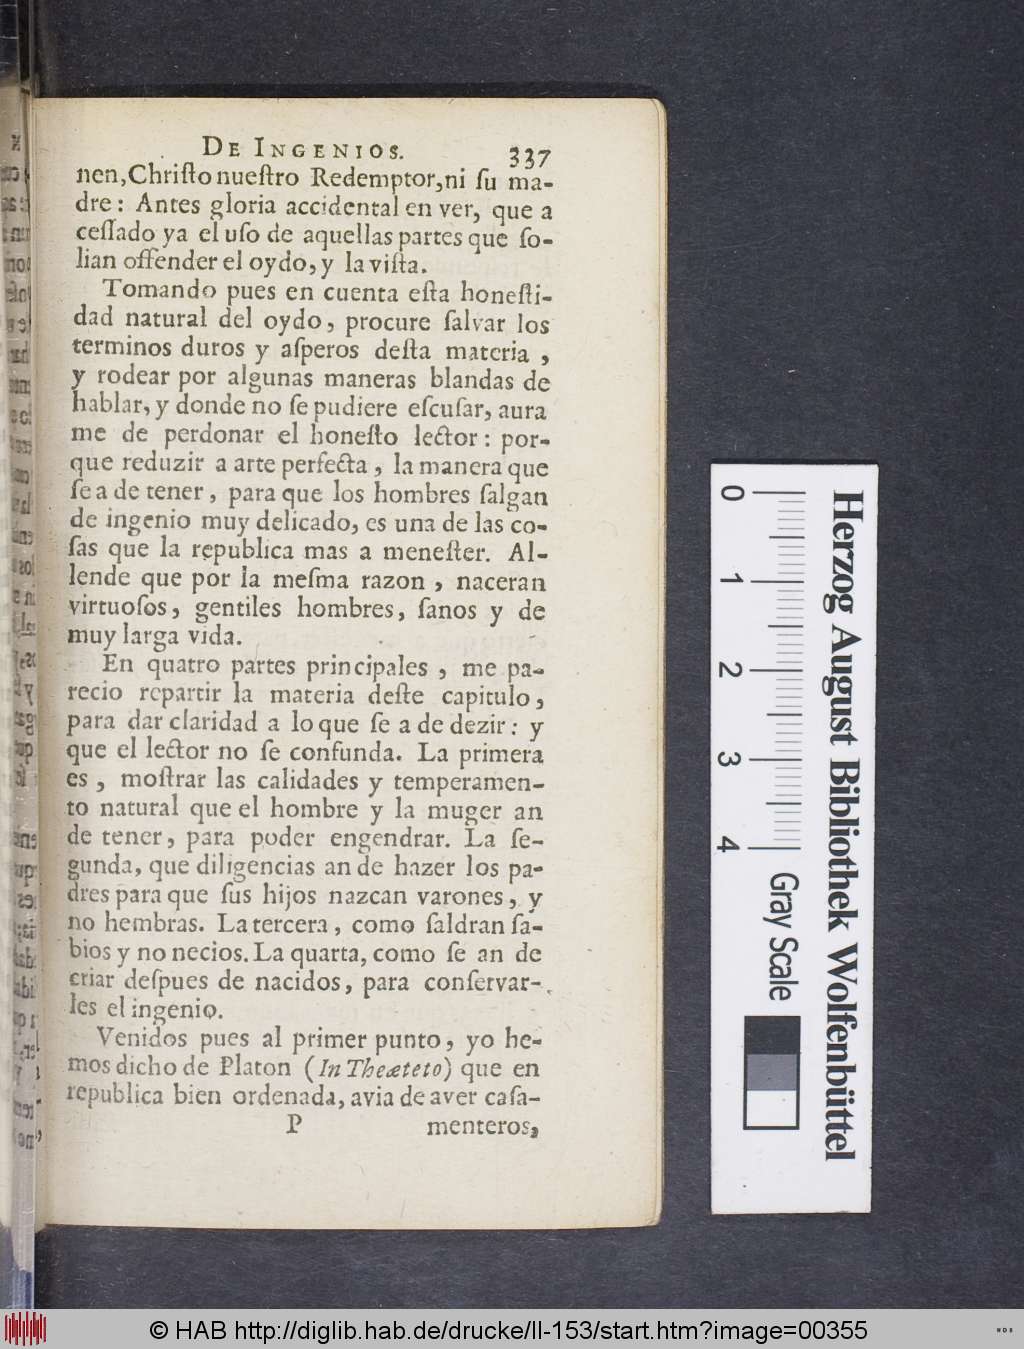 DE INGENIOS. 337
nen,Chriſto nueſtro Redemptor,ni ſu ma-
dre: Antes gloria accidental en ver, que a
ceſſado ya el uſo de aquellas partes que ſo-
lian offender el oydo, y la viſta.
Tomando pues en cuenta eſta honeſti-
dad natural del oydo, procure ſalvar los
terminos duros y aſperos deſta materia ,
y rodear por algunas maneras blandas de
hablar, y donde no ſe pudiere eſcuſar, aura
me de perdonar el honeſto lector: por-
que reduzir a arte perfecta , la manera que
ſe a de tener , para que los hombres ſalgan
de ingenio muy delicado, es una de las co-
ſas que la republica mas a meneſter. Al-
lende que por la meſma razon , naceran
virtuoſos, gentiles hombres, ſanos y de
muy larga vida.
En quatro partes principales , me pa-
recio repartir la materia deſte capitulo,
para dar claridad a lo que ſe a de dezir: y
que el lector no ſe confunda. La primera
es , moſtrar las calidades y temperamen-
to natural que el hombre y la muger an
de tener, para poder engendrar. La ſe-
gunda, que diligencias an de hazer los pa-
dres para que ſus hijos nazcan varones, y
no hembras. La tercera, como ſaldran ſa-
bios y no necios. La quarta, como ſe an de
criar deſpues de nacidos, para conſervar-
les el ingenio.
Venidos pues al primer punto, yo he-
mos dicho de Platon (In Theæteto) que en
republica bien ordenada, avia de aver caſa-
P menteros,
0 1 2 3 4
Gray Scale
Herzog August Bibliothek Wolfenbüttel
© HAB http://diglib.hab.de/drucke/ll-153/start.htm?image=00355